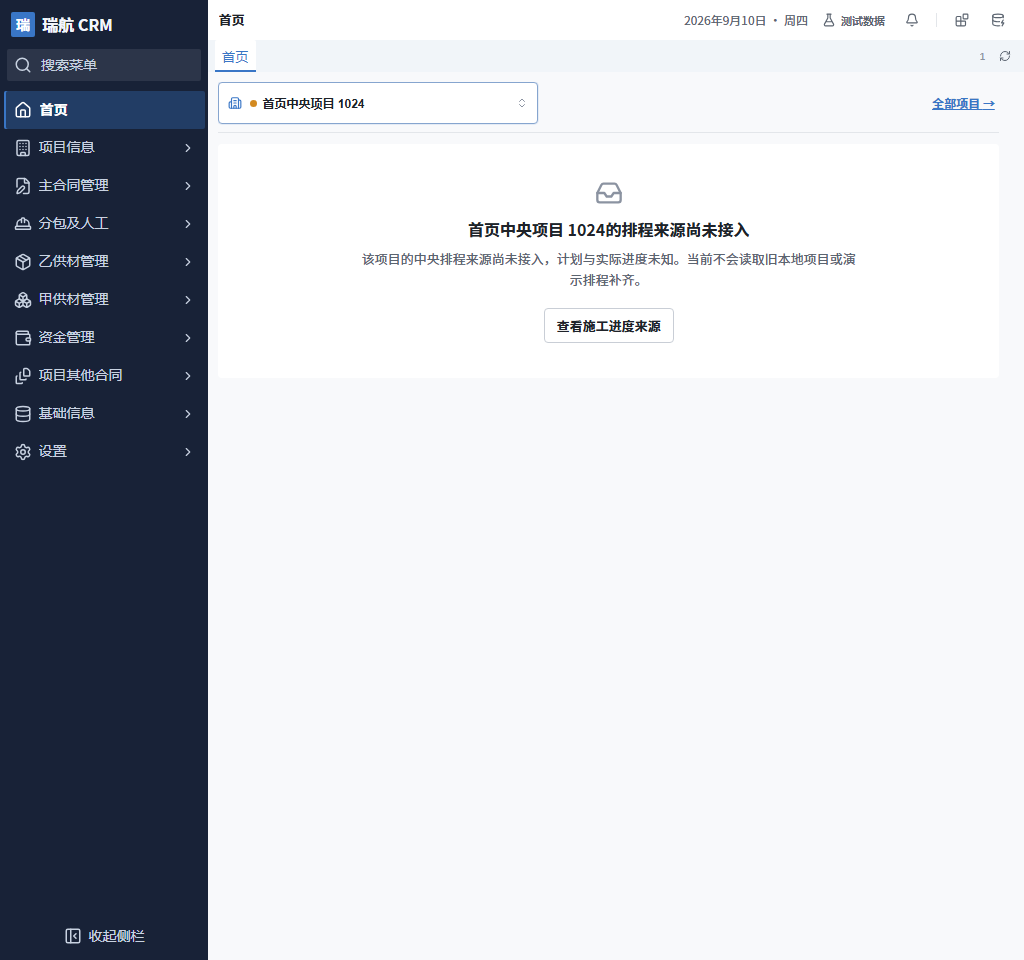 瑞 瑞航 CRM
搜索菜单
首页
项目信息
主合同管理
分包及人工
乙供材管理
甲供材管理
资金管理
项目其他合同
基础信息
设置
收起侧栏
首页
2026年9月10日 • 周四 测试数据
首页
1
首页中央项目 1024
全部项目 →
首页中央项目 1024的排程来源尚未接入
该项目的中央排程来源尚未接入，计划与实际进度未知。当前不会读取旧本地项目或演
示排程补齐。
查看施工进度来源